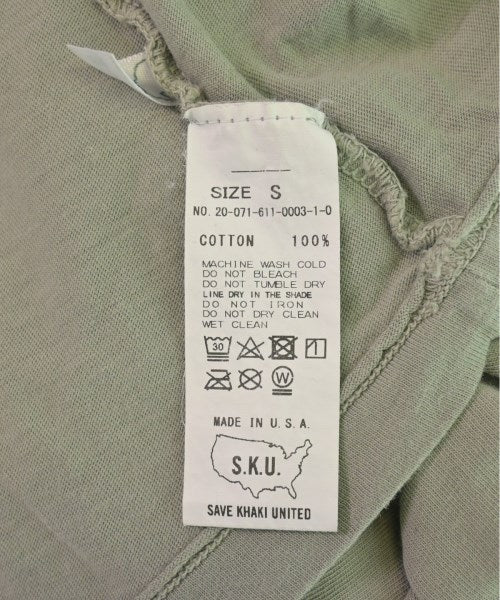 SIZE S
NO. 20-071-611-0003-1-0
COTTON 100%
MACHINE WASH COLD
DO NOT BLEACH
DO NOT TUMBLE DRY
LINE DRY IN THE SHADE
DO NOT IRON
DO NOT DRY CLEAN
WET CLEAN
30
W
MADE IN U.S.A.
S.K.U.
SAVE KHAKI UNITED